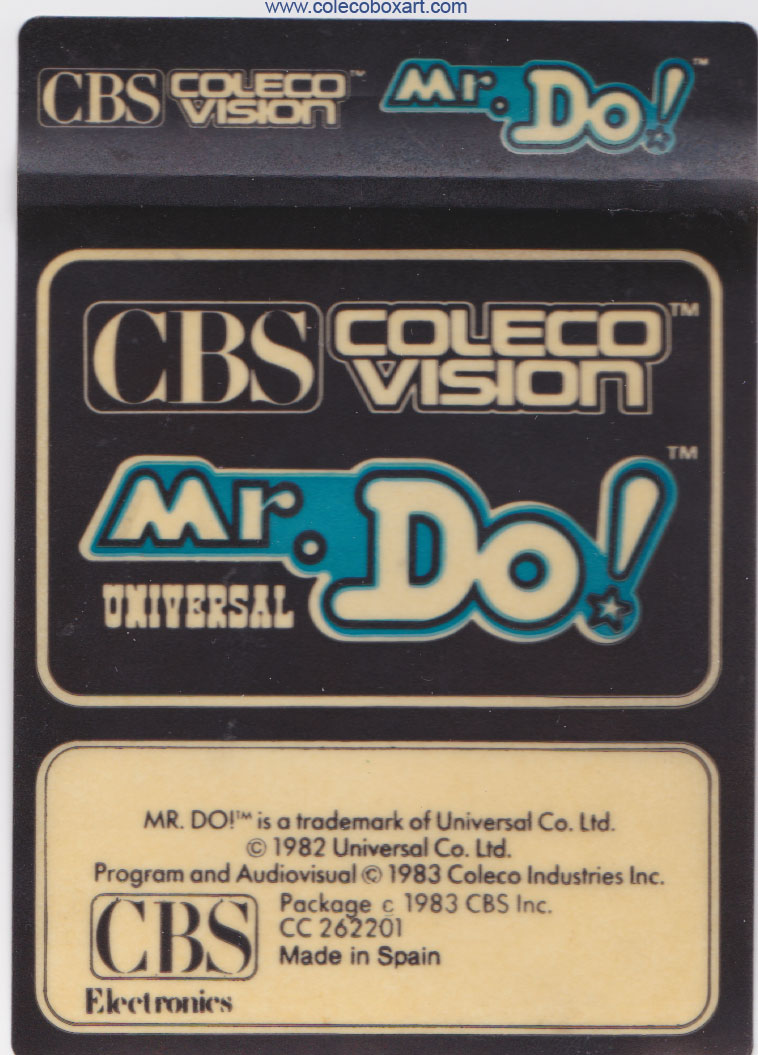 www.colecoboxart.com
CBS COLECO VISION™ Mr. Do!™
CBS COLECO VISION™
Mr. Do!™
UNIVERSAL
MR. DO!™ is a trademark of Universal Co. Ltd.
© 1982 Universal Co. Ltd.
Program and Audiovisual © 1983 Coleco Industries Inc.
Package c 1983 CBS Inc.
CC 262201
Made in Spain
CBS
Electronics